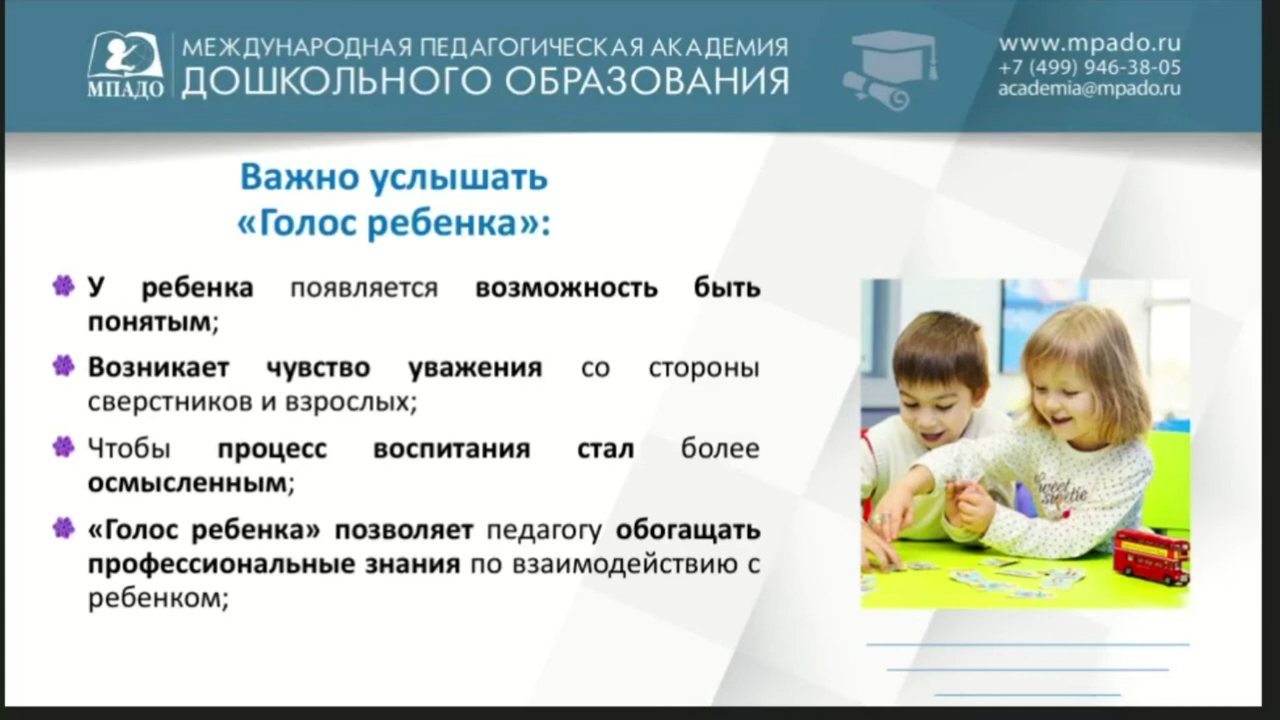 МЕЖДУНАРОДНАЯ ПЕДАГОГИЧЕСКАЯ АКАДЕМИЯ
ДОШКОЛЬНОГО ОБРАЗОВАНИЯ
МПАДО
www.mpado.ru
+7 (499) 946-38-05
academia@mpado.ru
Важно услышать
«Голос ребенка»:
У ребенка появляется возможность быть
понятым;
Возникает чувство уважения со стороны
сверстников и взрослых;
Чтобы процесс воспитания стал более
осмысленным;
«Голос ребенка» позволяет педагогу обогащать
профессиональные знания по взаимодействию с
ребенком;
Sweet